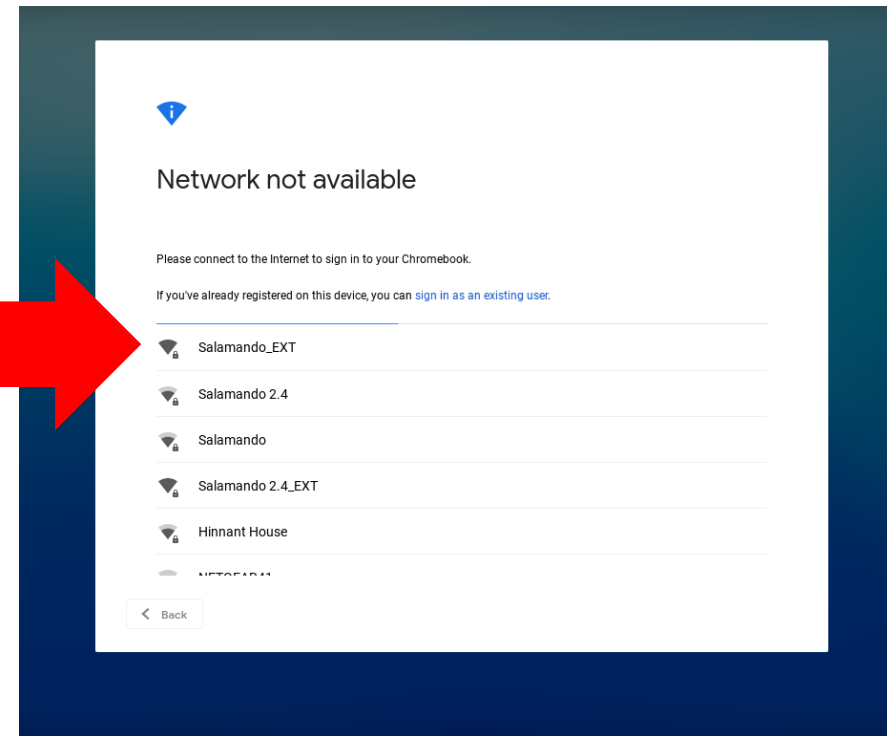 Network not available
Please connect to the Internet to sign in to your Chromebook.
If you've already registered on this device, you can sign in as an existing user.
Salamando_EXT
Salamando 2.4
Salamando
Salamando 2.4_EXT
Hinnant House
Back